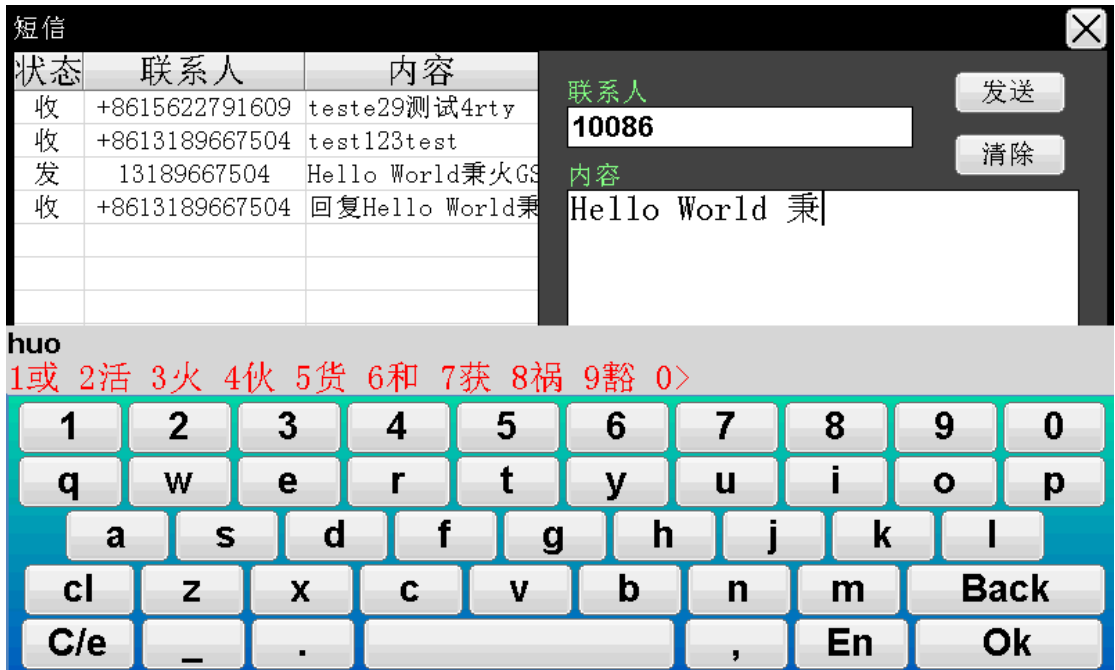 短信
状态 联系人 内容
收 +8615622791609 teste29测试4rty
收 +8613189667504 test123test
发 13189667504 Hello World秉火GS
收 +8613189667504 回复Hello World秉
联系人
10086
发送
清除
内容
Hello World 秉
huo
1或 2活 3火 4伙 5货 6和 7获 8祸 9豁 0>
1 2 3 4 5 6 7 8 9 0
q w e r t y u i o p
a s d f g h j k l
cl z x c v b n m Back
C/e _ . , En Ok